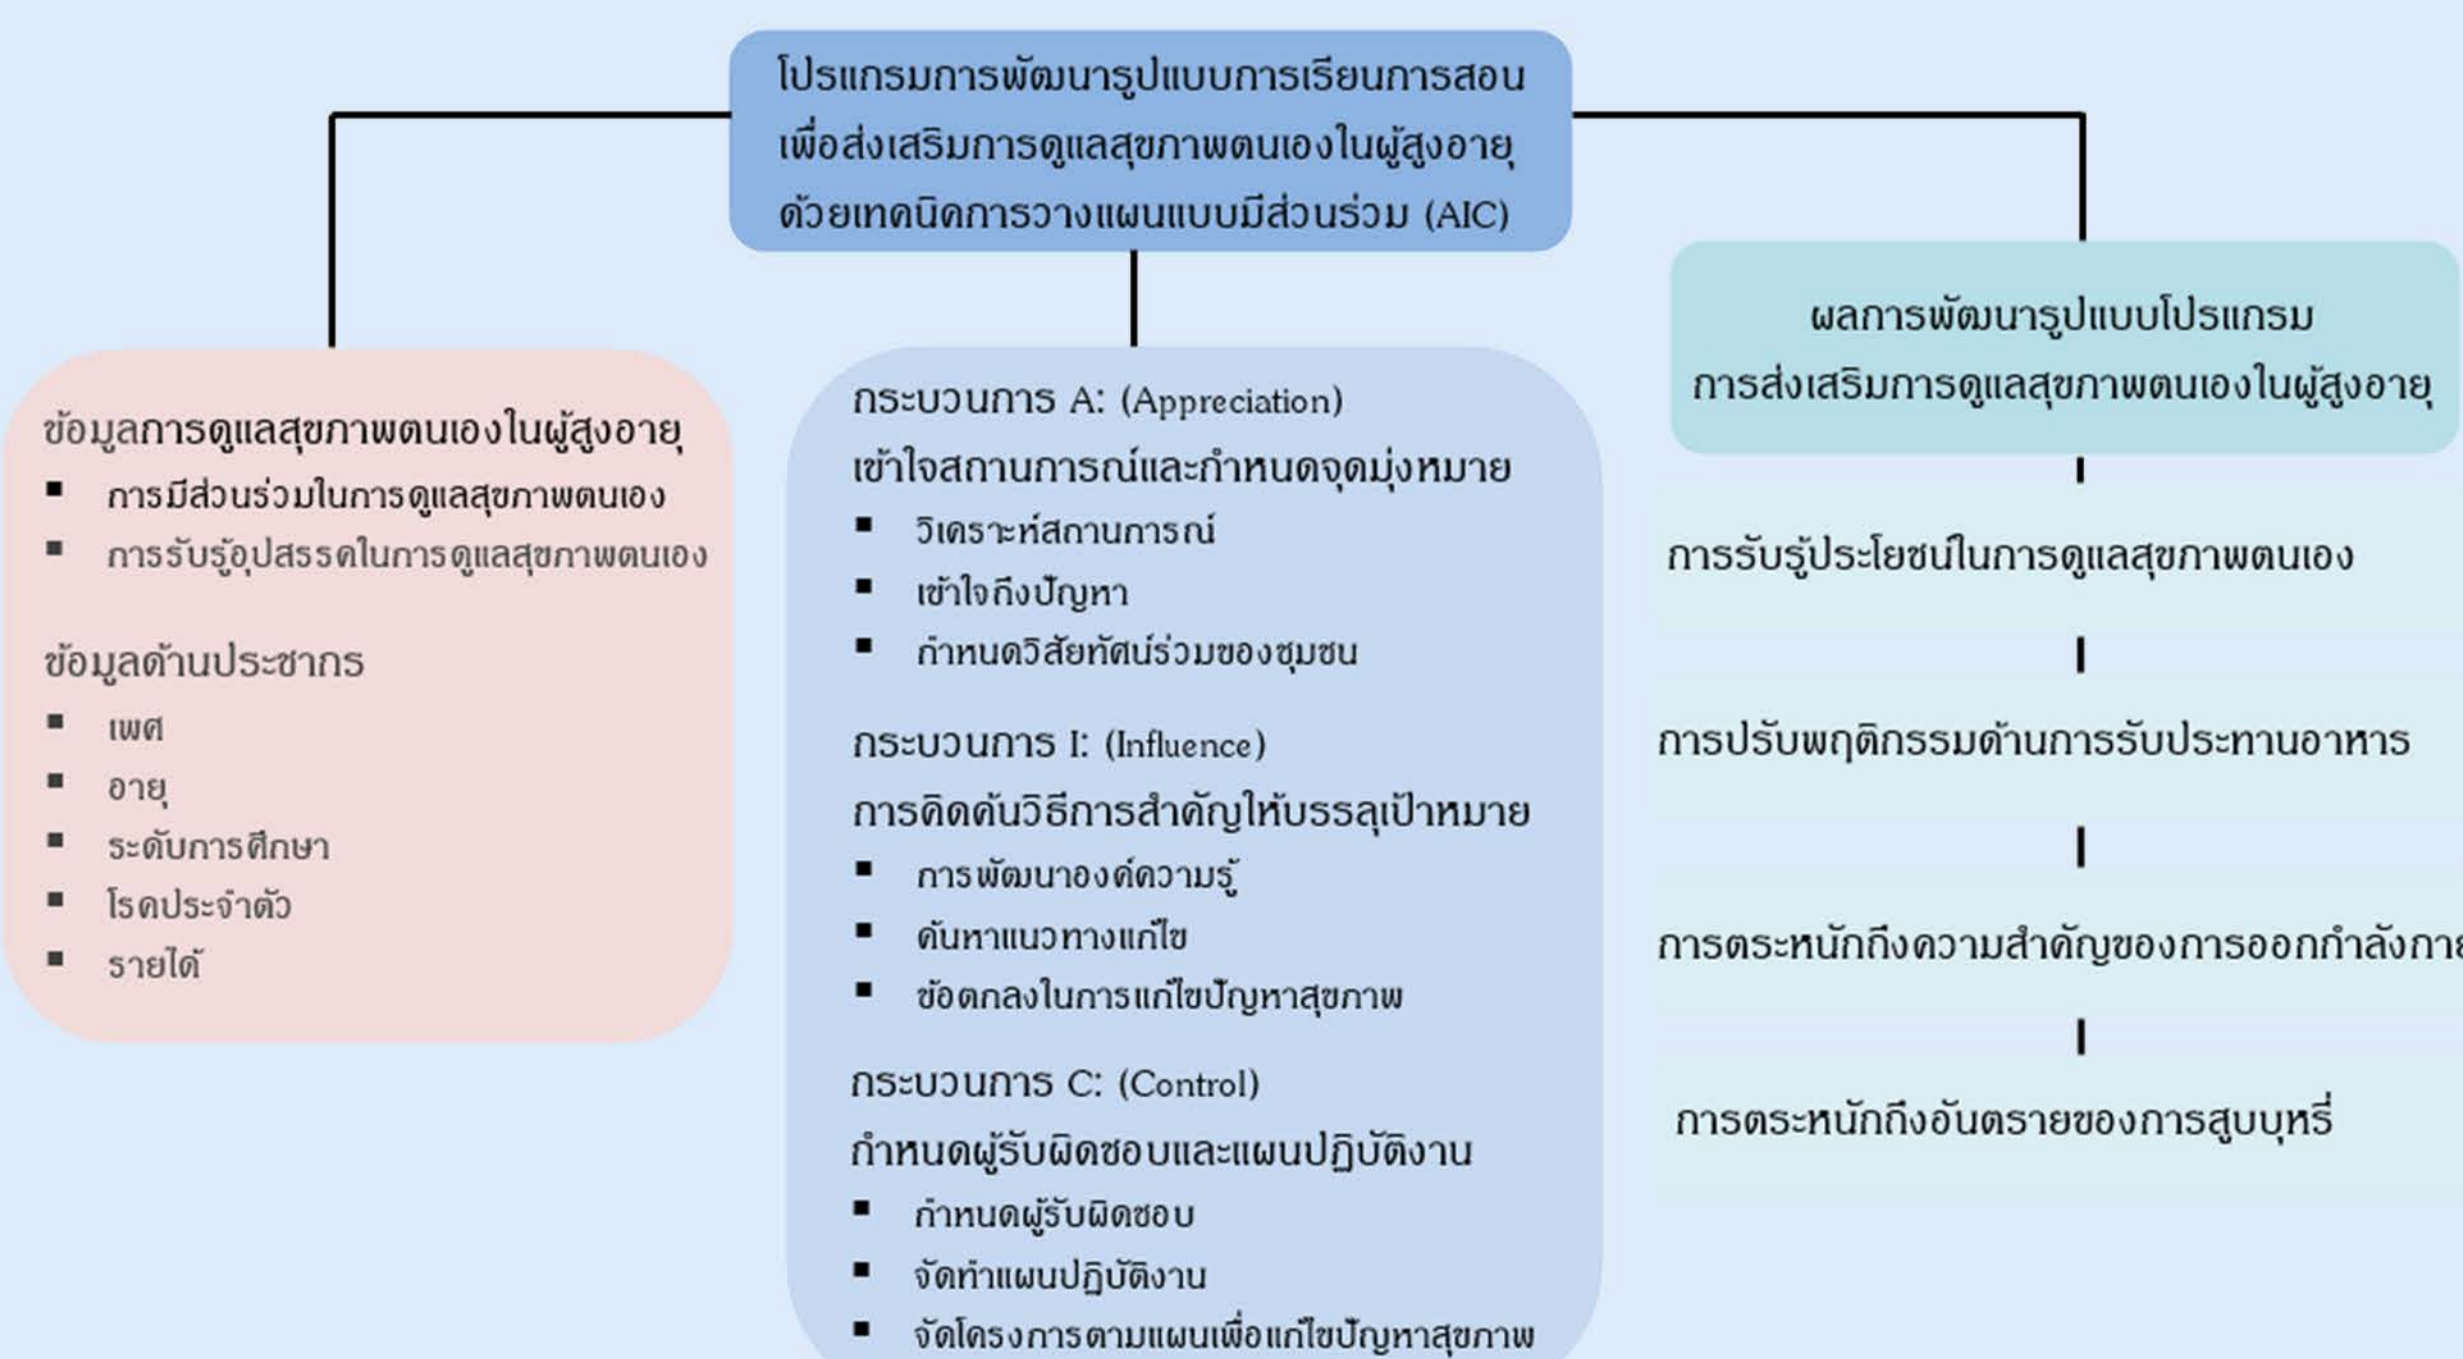 โปรแกรมการพัฒนารูปแบบการเรียนการสอน
เพื่อส่งเสริมการดูแลสุขภาพตนเองในผู้สูงอายุ
ด้วยเทคนิคการวางแผนแบบมีส่วนร่วม (AIC)
ข้อมูลการดูแลสุขภาพตนเองในผู้สูงอายุ
▪ การมีส่วนร่วมในการดูแลสุขภาพตนเอง
▪ การรับรู้อุปสรรคในการดูแลสุขภาพตนเอง
ข้อมูลด้านประชากร
▪ เพศ
▪ อายุ
▪ ระดับการศึกษา
▪ โรคประจำตัว
▪ รายได้
กระบวนการ A: (Appreciation)
เข้าใจสถานการณ์และกำหนดจุดมุ่งหมาย
▪ วิเคราะห์สถานการณ์
▪ เข้าใจถึงปัญหา
▪ กำหนดวิสัยทัศน์ร่วมของชุมชน
กระบวนการ I: (Influence)
การคิดค้นวิธีการสำคัญให้บรรลุเป้าหมาย
▪ การพัฒนาองค์ความรู้
▪ ค้นหาแนวทางแก้ไข
▪ ข้อตกลงในการแก้ไขปัญหาสุขภาพ
กระบวนการ C: (Control)
กำหนดผู้รับผิดชอบและแผนปฏิบัติงาน
▪ กำหนดผู้รับผิดชอบ
▪ จัดทำแผนปฏิบัติงาน
▪ จัดโครงการตามแผนเพื่อแก้ไขปัญหาสุขภาพ
ผลการพัฒนารูปแบบโปรแกรม
การส่งเสริมการดูแลสุขภาพตนเองในผู้สูงอายุ
การรับรู้ประโยชน์ในการดูแลสุขภาพตนเอง
การปรับพฤติกรรมด้านการรับประทานอาหาร
การตระหนักถึงความสำคัญของการออกกำลังกาย
การตระหนักถึงอันตรายของการสูบบุหรี่